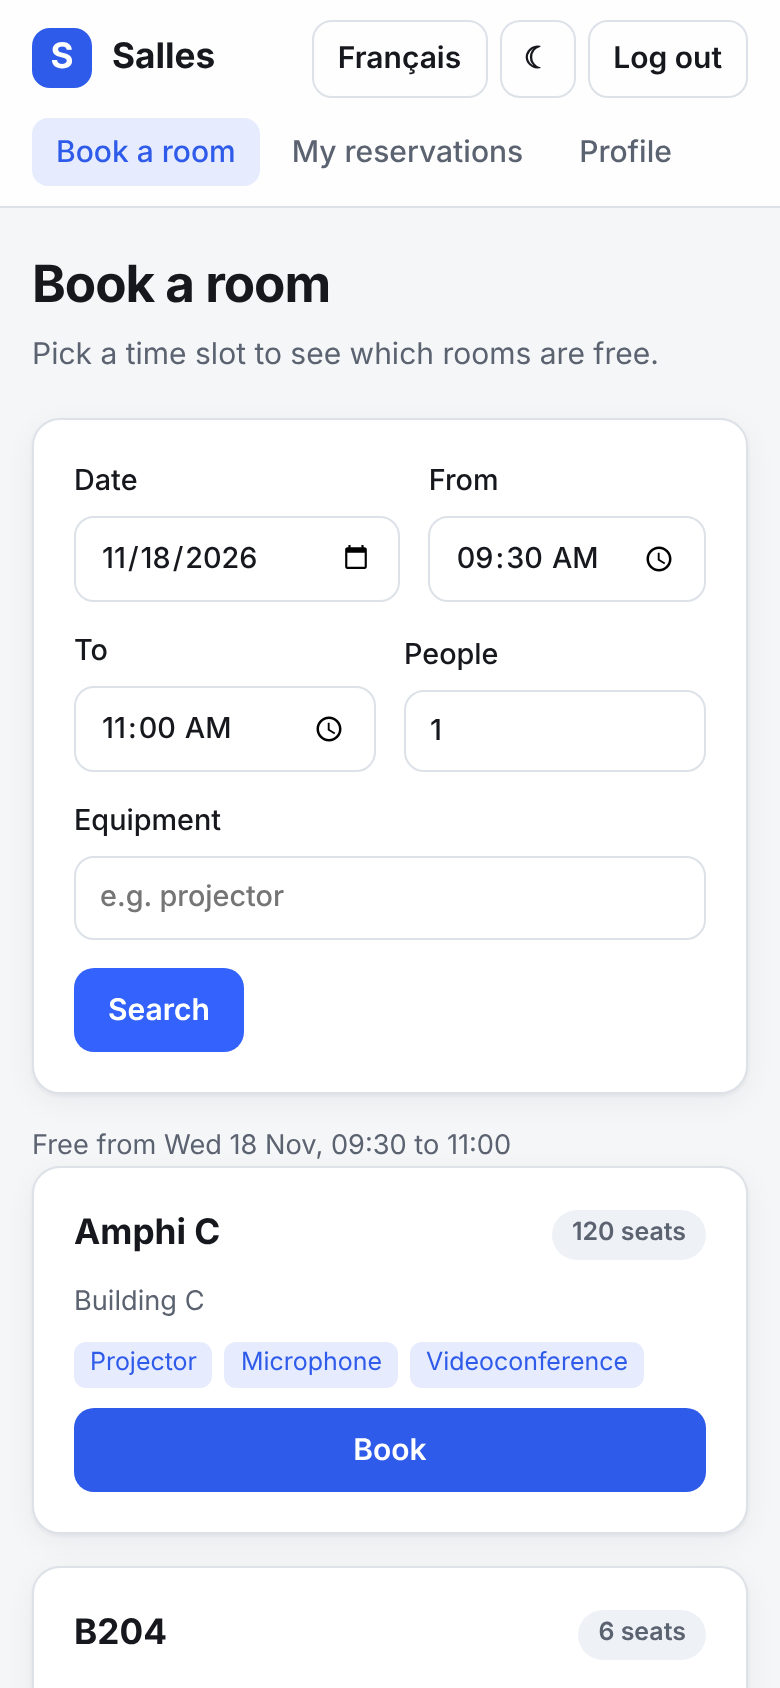 S Salles Français ☾ Log out
Book a room My reservations Profile
Book a room
Pick a time slot to see which rooms are free.
Date From
11/18/2026 09:30 AM
To People
11:00 AM 1
Equipment
e.g. projector
Search
Free from Wed 18 Nov, 09:30 to 11:00
Amphi C 120 seats
Building C
Projector Microphone Videoconference
Book
B204 6 seats